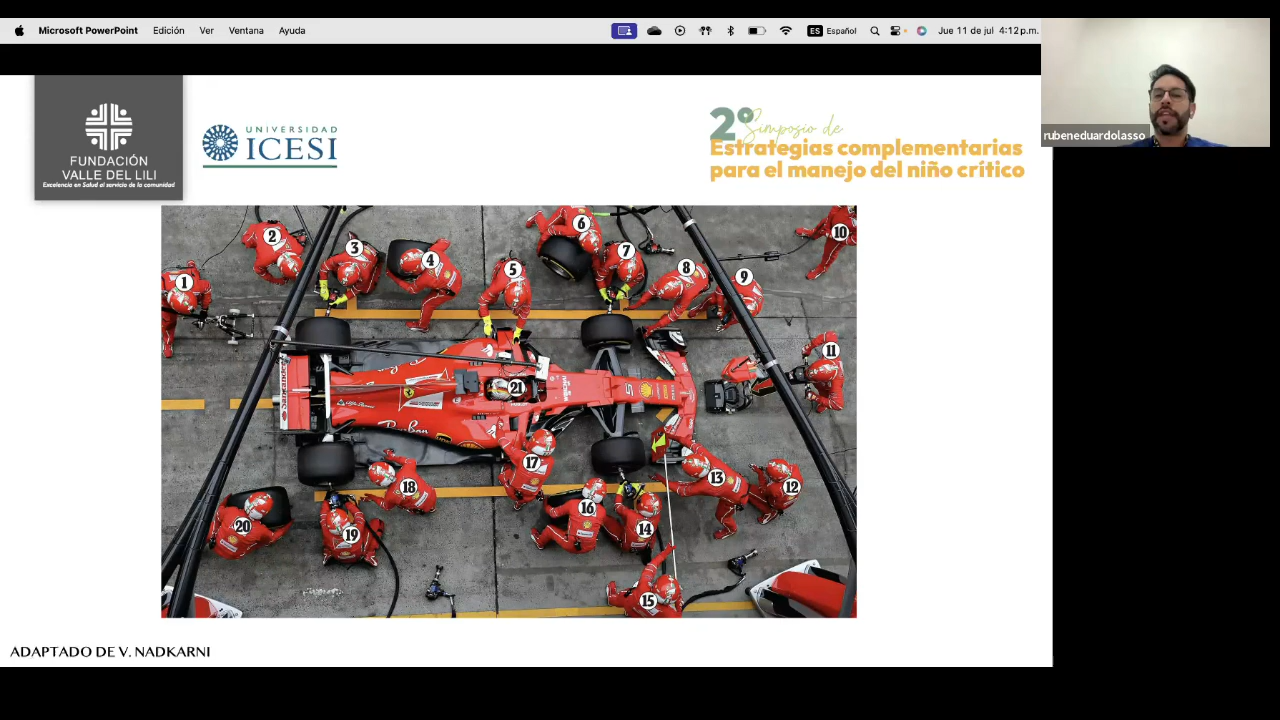 Microsoft PowerPoint Edición Ver Ventana Ayuda
ES Español Jue 11 de jul 4:12 p.m.
rubeneduardolasso
FUNDACIÓN
VALLE DEL LILI
Excelencia en Salud al servicio de la comunidad
UNIVERSIDAD
ICESI
2° Simposio de
Estrategias complementarias
para el manejo del niño crítico
1
2
3
4
5
6
7
8
9
10
11
12
13
14
15
16
17
18
19
20
21
Santander
5
ADAPTADO DE V. NADKARNI